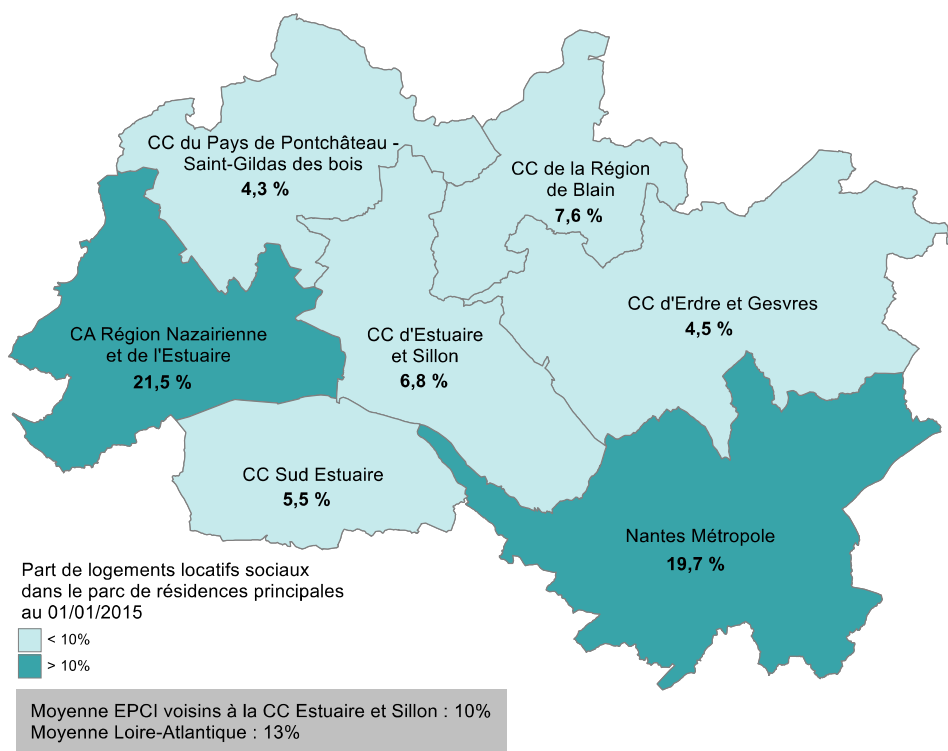 CC du Pays de Pontchâteau -
Saint-Gildas des bois
4,3 %
CC de la Région
de Blain
7,6 %
CC d'Erdre et Gesvres
4,5 %
CA Région Nazairienne
et de l'Estuaire
21,5 %
CC d'Estuaire
et Sillon
6,8 %
CC Sud Estuaire
5,5 %
Nantes Métropole
19,7 %
Part de logements locatifs sociaux
dans le parc de résidences principales
au 01/01/2015
< 10%
> 10%
Moyenne EPCI voisins à la CC Estuaire et Sillon : 10%
Moyenne Loire-Atlantique : 13%